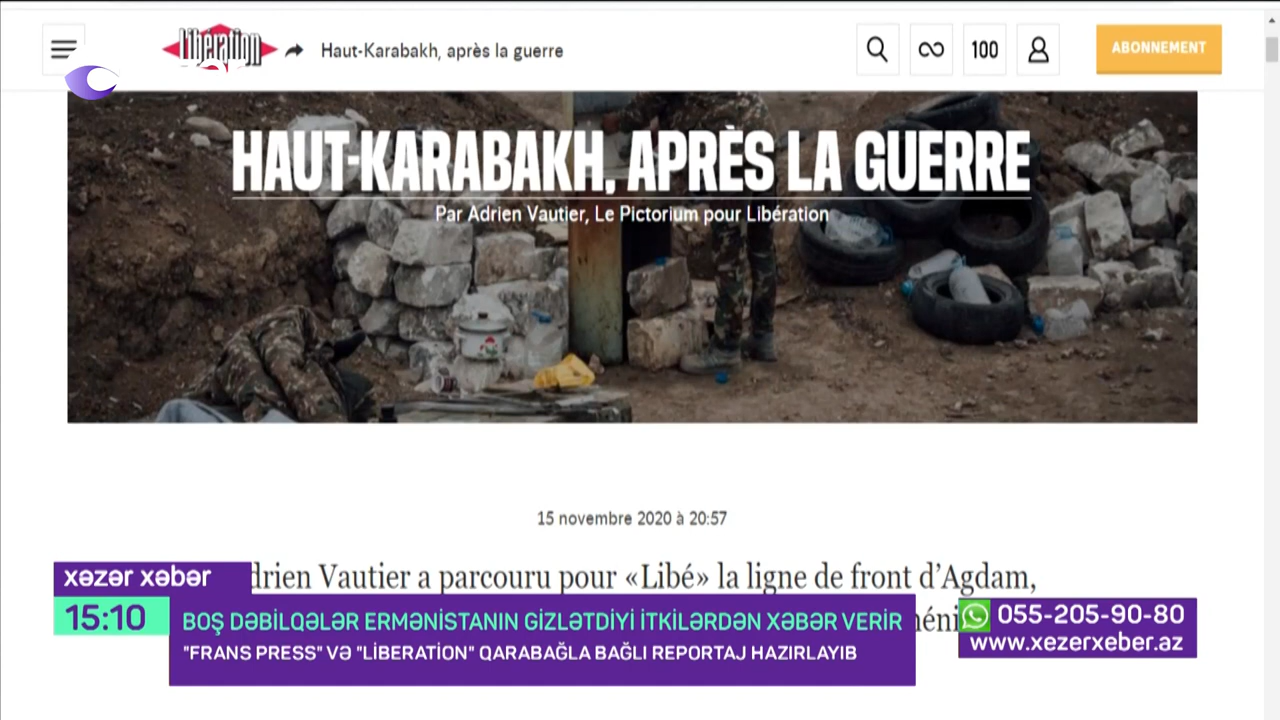 Libération
Haut-Karabakh, après la guerre
100
ABONNEMENT
HAUT-KARABAKH, APRÈS LA GUERRE
Par Adrien Vautier, Le Pictorium pour Libération
15 novembre 2020 à 20:57
drien Vautier a parcouru pour «Libé» la ligne de front d’Agdam,
xəzər xəbər
15:10
BOŞ DƏBİLQƏLƏR ERMƏNİSTANIN GİZLƏTDİYİ İTKİLƏRDƏN XƏBƏR VERİR
"FRANS PRESS" VƏ "LİBERATİON" QARABAĞLA BAĞLI REPORTAJ HAZIRLAYIB
055-205-90-80
www.xezerxeber.az